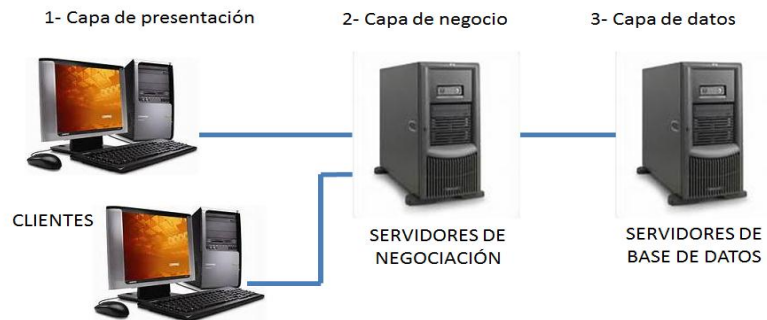 1- Capa de presentación
2- Capa de negocio
3- Capa de datos
CLIENTES
SERVIDORES DE
NEGOCIACIÓN
SERVIDORES DE
BASE DE DATOS